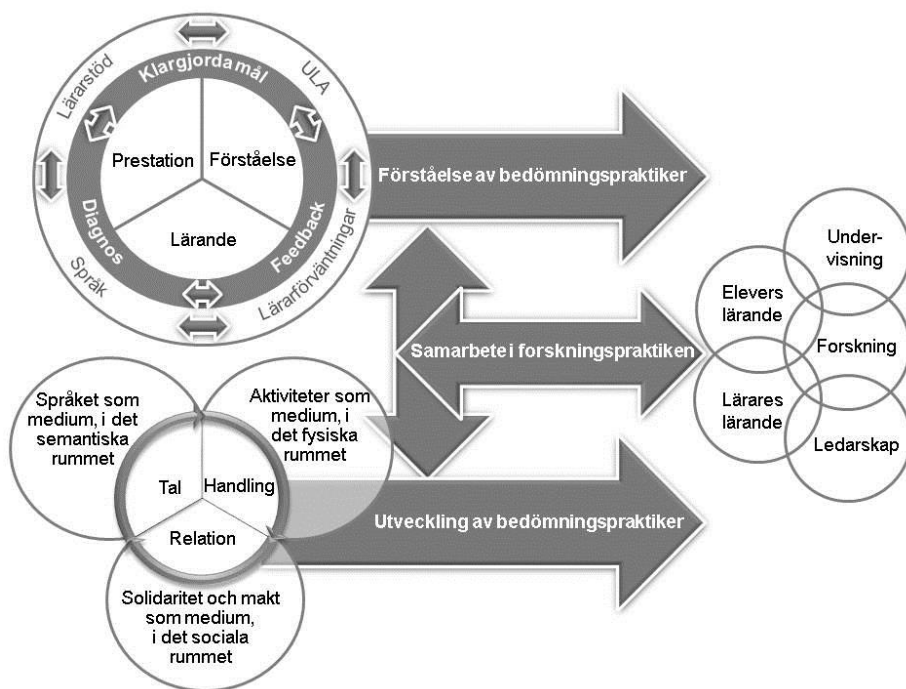 Lärarstöd
Klargjorda mål
ULA
Prestation
Förståelse
Lärande
Diagnos
Feedback
Språk
Lärarförväntningar
Förståelse av bedömningspraktiker
Under-
visning
Elevers
lärande
Samarbete i forskningspraktiken
Forskning
Lärares
lärande
Ledarskap
Språket som
medium, i det
semantiska
rummet
Aktiviteter som
medium, i
det fysiska
rummet
Tal
Handling
Relation
Utveckling av bedömningspraktiker
Solidaritet och makt
som medium,
i det sociala
rummet